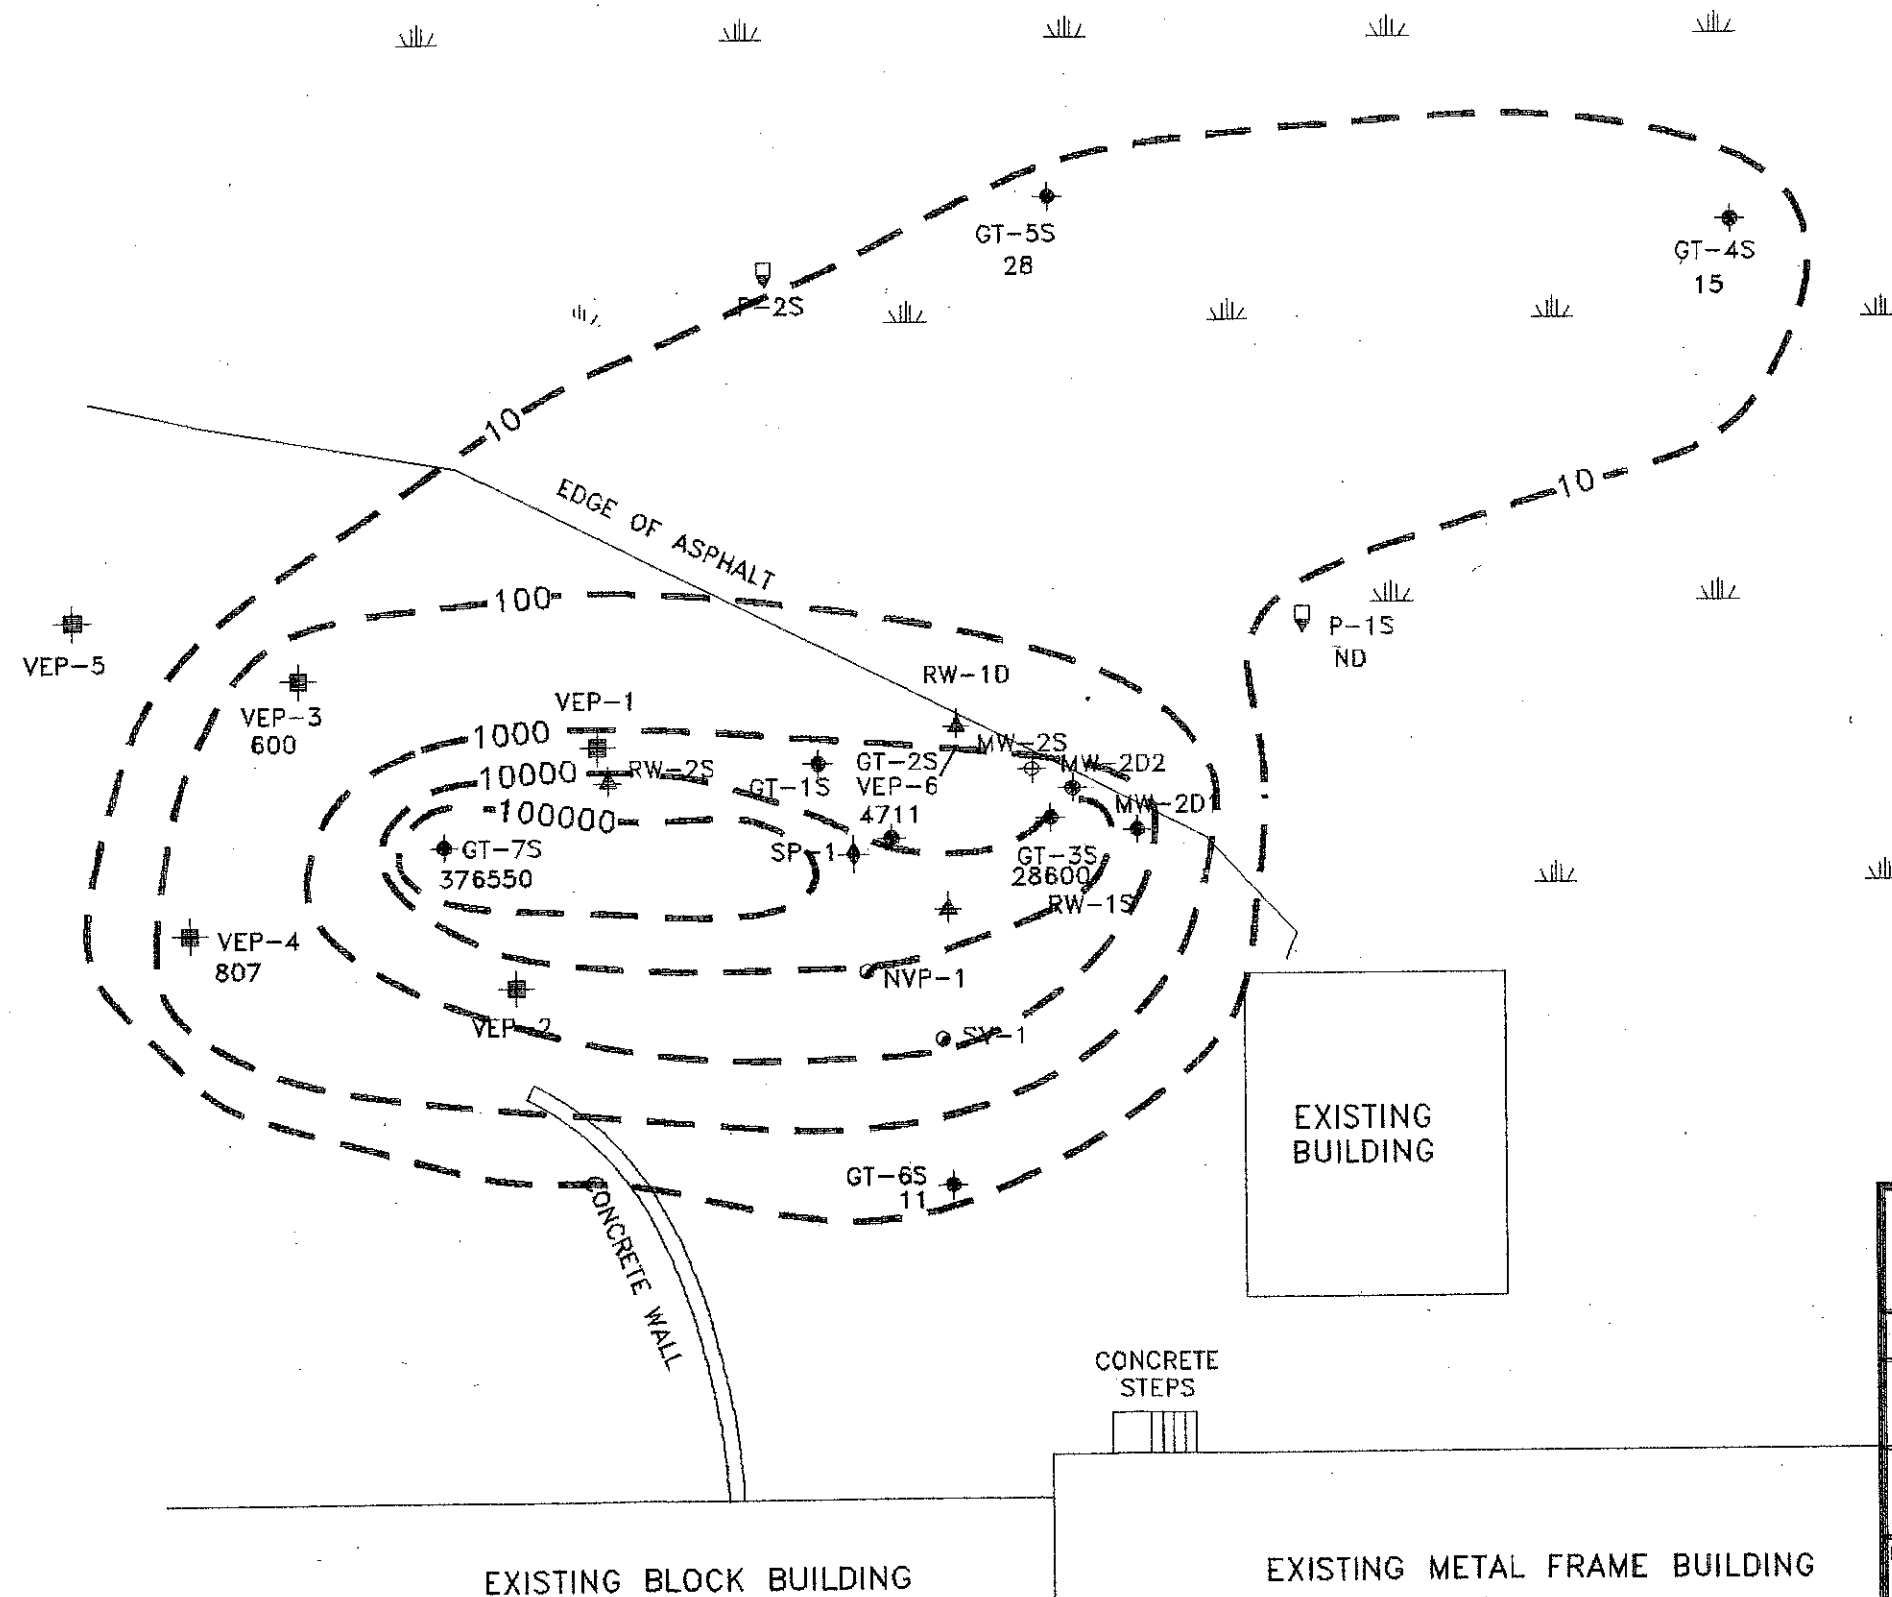 GT-5S
28
GT-4S
15
P-2S
10
10
EDGE OF ASPHALT
100
P-1S
ND
VEP-5
RW-1D
VEP-3
600
VEP-1
1000
MW-2S
10000
RW-2S
GT-1S
GT-2S
VEP-6
4711
MW-2D2
MW-2D1
100000
GT-7S
376550
SP-1
GT-3S
28600
RW-1S
VEP-4
807
NVP-1
VEP-2
SV-1
EXISTING
BUILDING
GT-6S
11
CONCRETE WALL
CONCRETE
STEPS
EXISTING BLOCK BUILDING
EXISTING METAL FRAME BUILDING